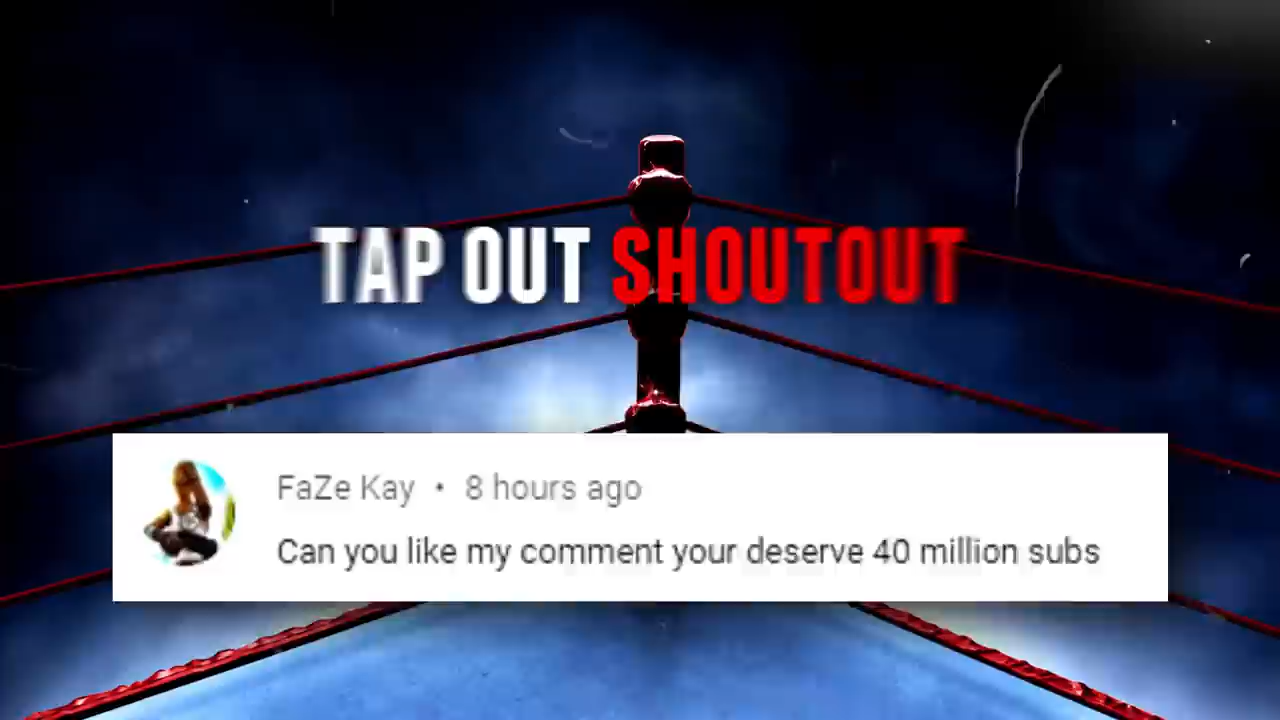 TAP OUT SHOUTOUT
FaZe Kay • 8 hours ago
Can you like my comment your deserve 40 million subs